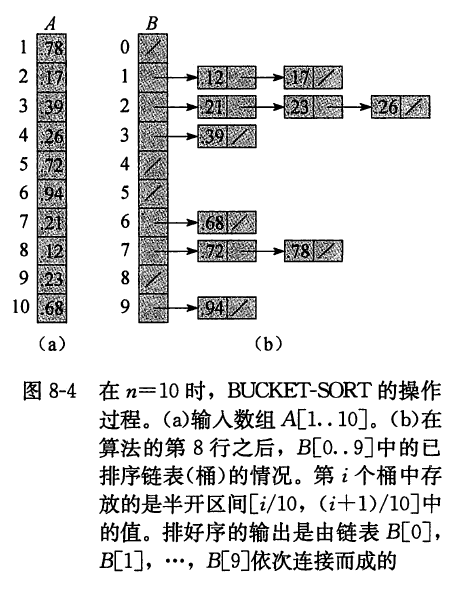 A B
1 .78 0
2 .17 1 .12 .17
3 .39 2 .21 .23 .26
4 .26 3 .39
5 .72 4
6 .94 5
7 .21 6 .68
8 .12 7 .72 .78
9 .23 8
10 .68 9 .94
(a) (b)
图 8-4 在 n=10 时，BUCKET-SORT 的操作
过程。(a)输入数组 A[1..10]。(b)在
算法的第 8 行之后，B[0..9]中的已
排序链表(桶)的情况。第 i 个桶中存
放的是半开区间[i/10，(i+1)/10]中
的值。排好序的输出是由链表 B[0]，
B[1]，…，B[9]依次连接而成的